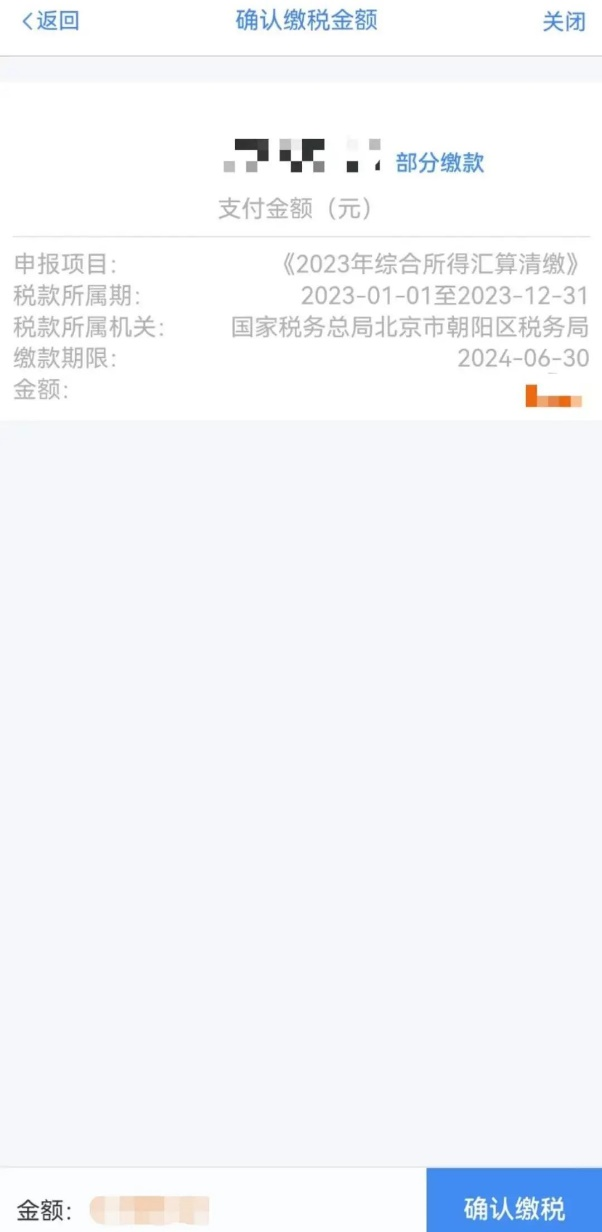 <返回 确认缴税金额 关闭
部分缴款
支付金额（元）
申报项目： 《2023年综合所得汇算清缴》
税款所属期： 2023-01-01至2023-12-31
税款所属机关： 国家税务总局北京市朝阳区税务局
缴款期限： 2024-06-30
金额：
金额： 确认缴税